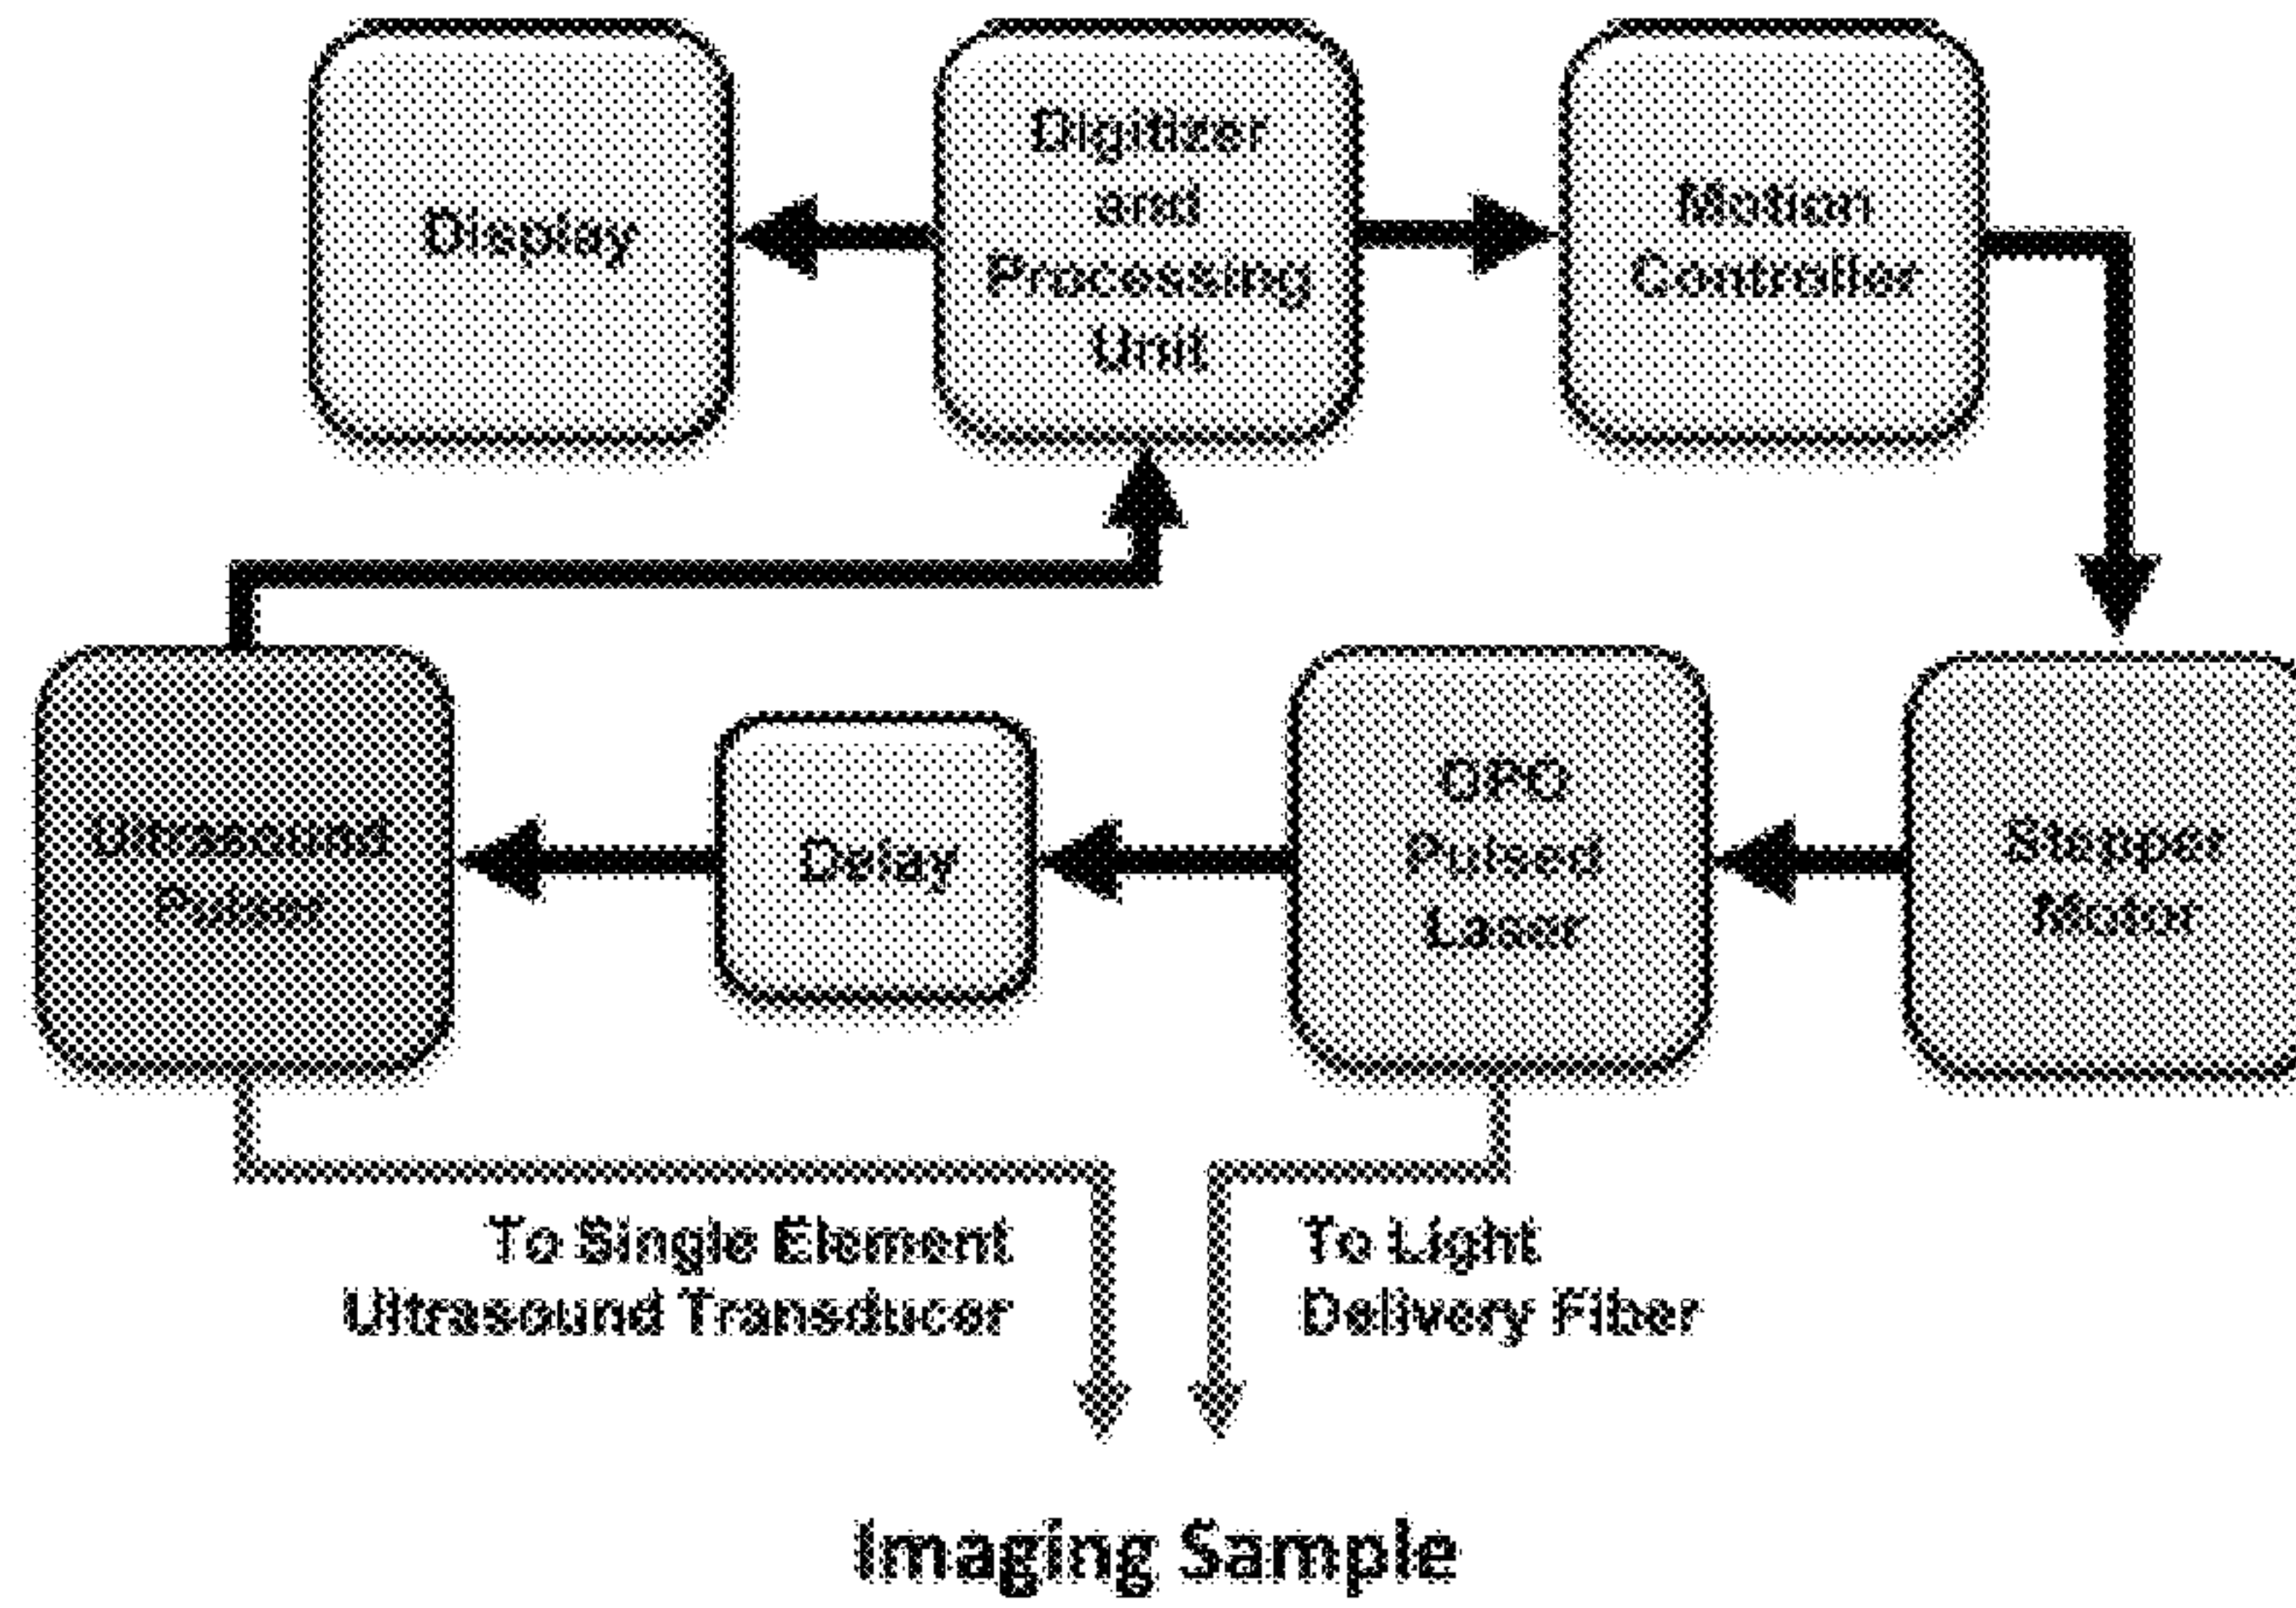 Display
Digitizer
and
Processing
Unit
Motion
Controller
Ultrasound
Pulser
Delay
OPO
Pulsed
Laser
Stepper
Motor
To Single Element
Ultrasound Transducer
To Light
Delivery Fiber
Imaging Sample